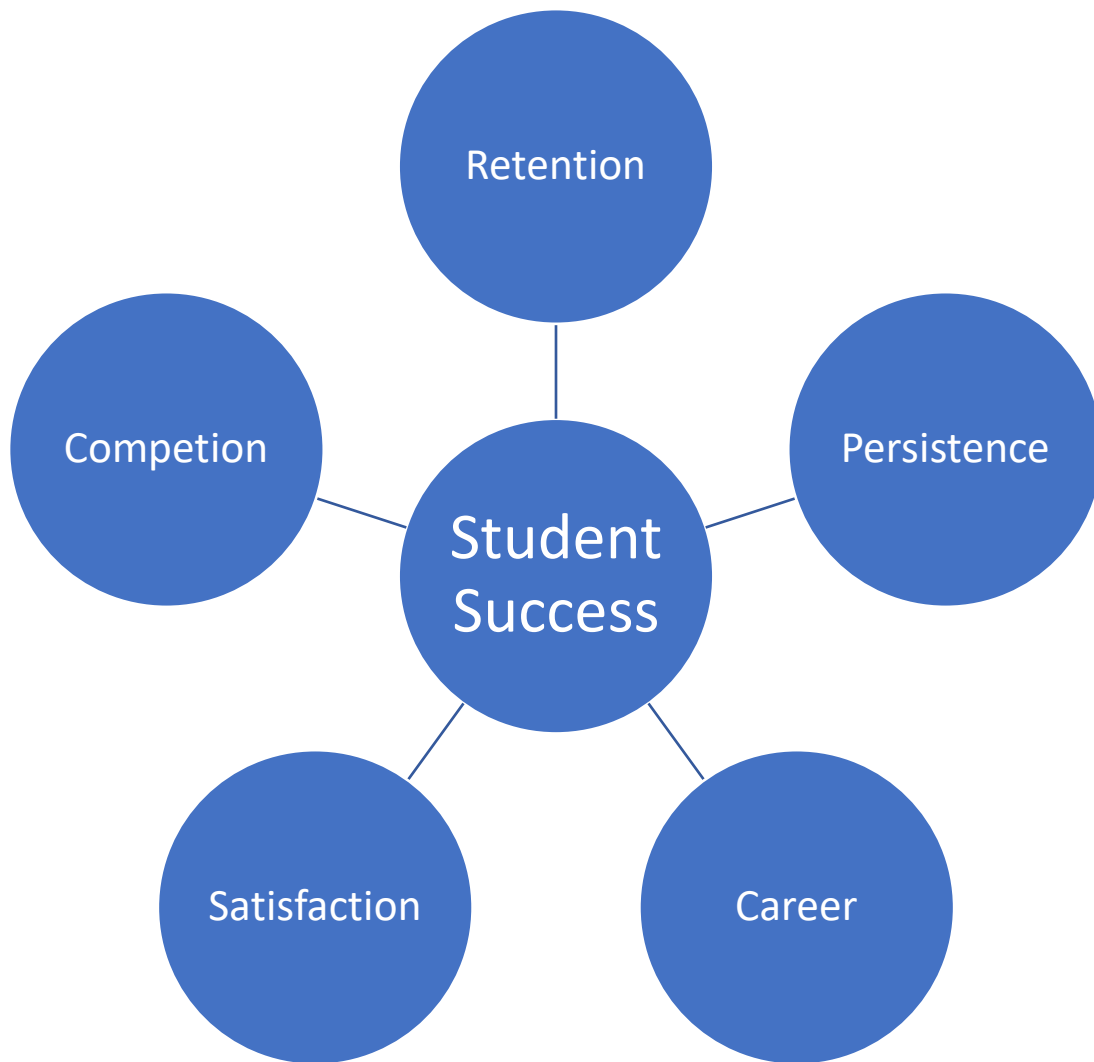 Retention
Competion
Persistence
Student
Success
Satisfaction
Career